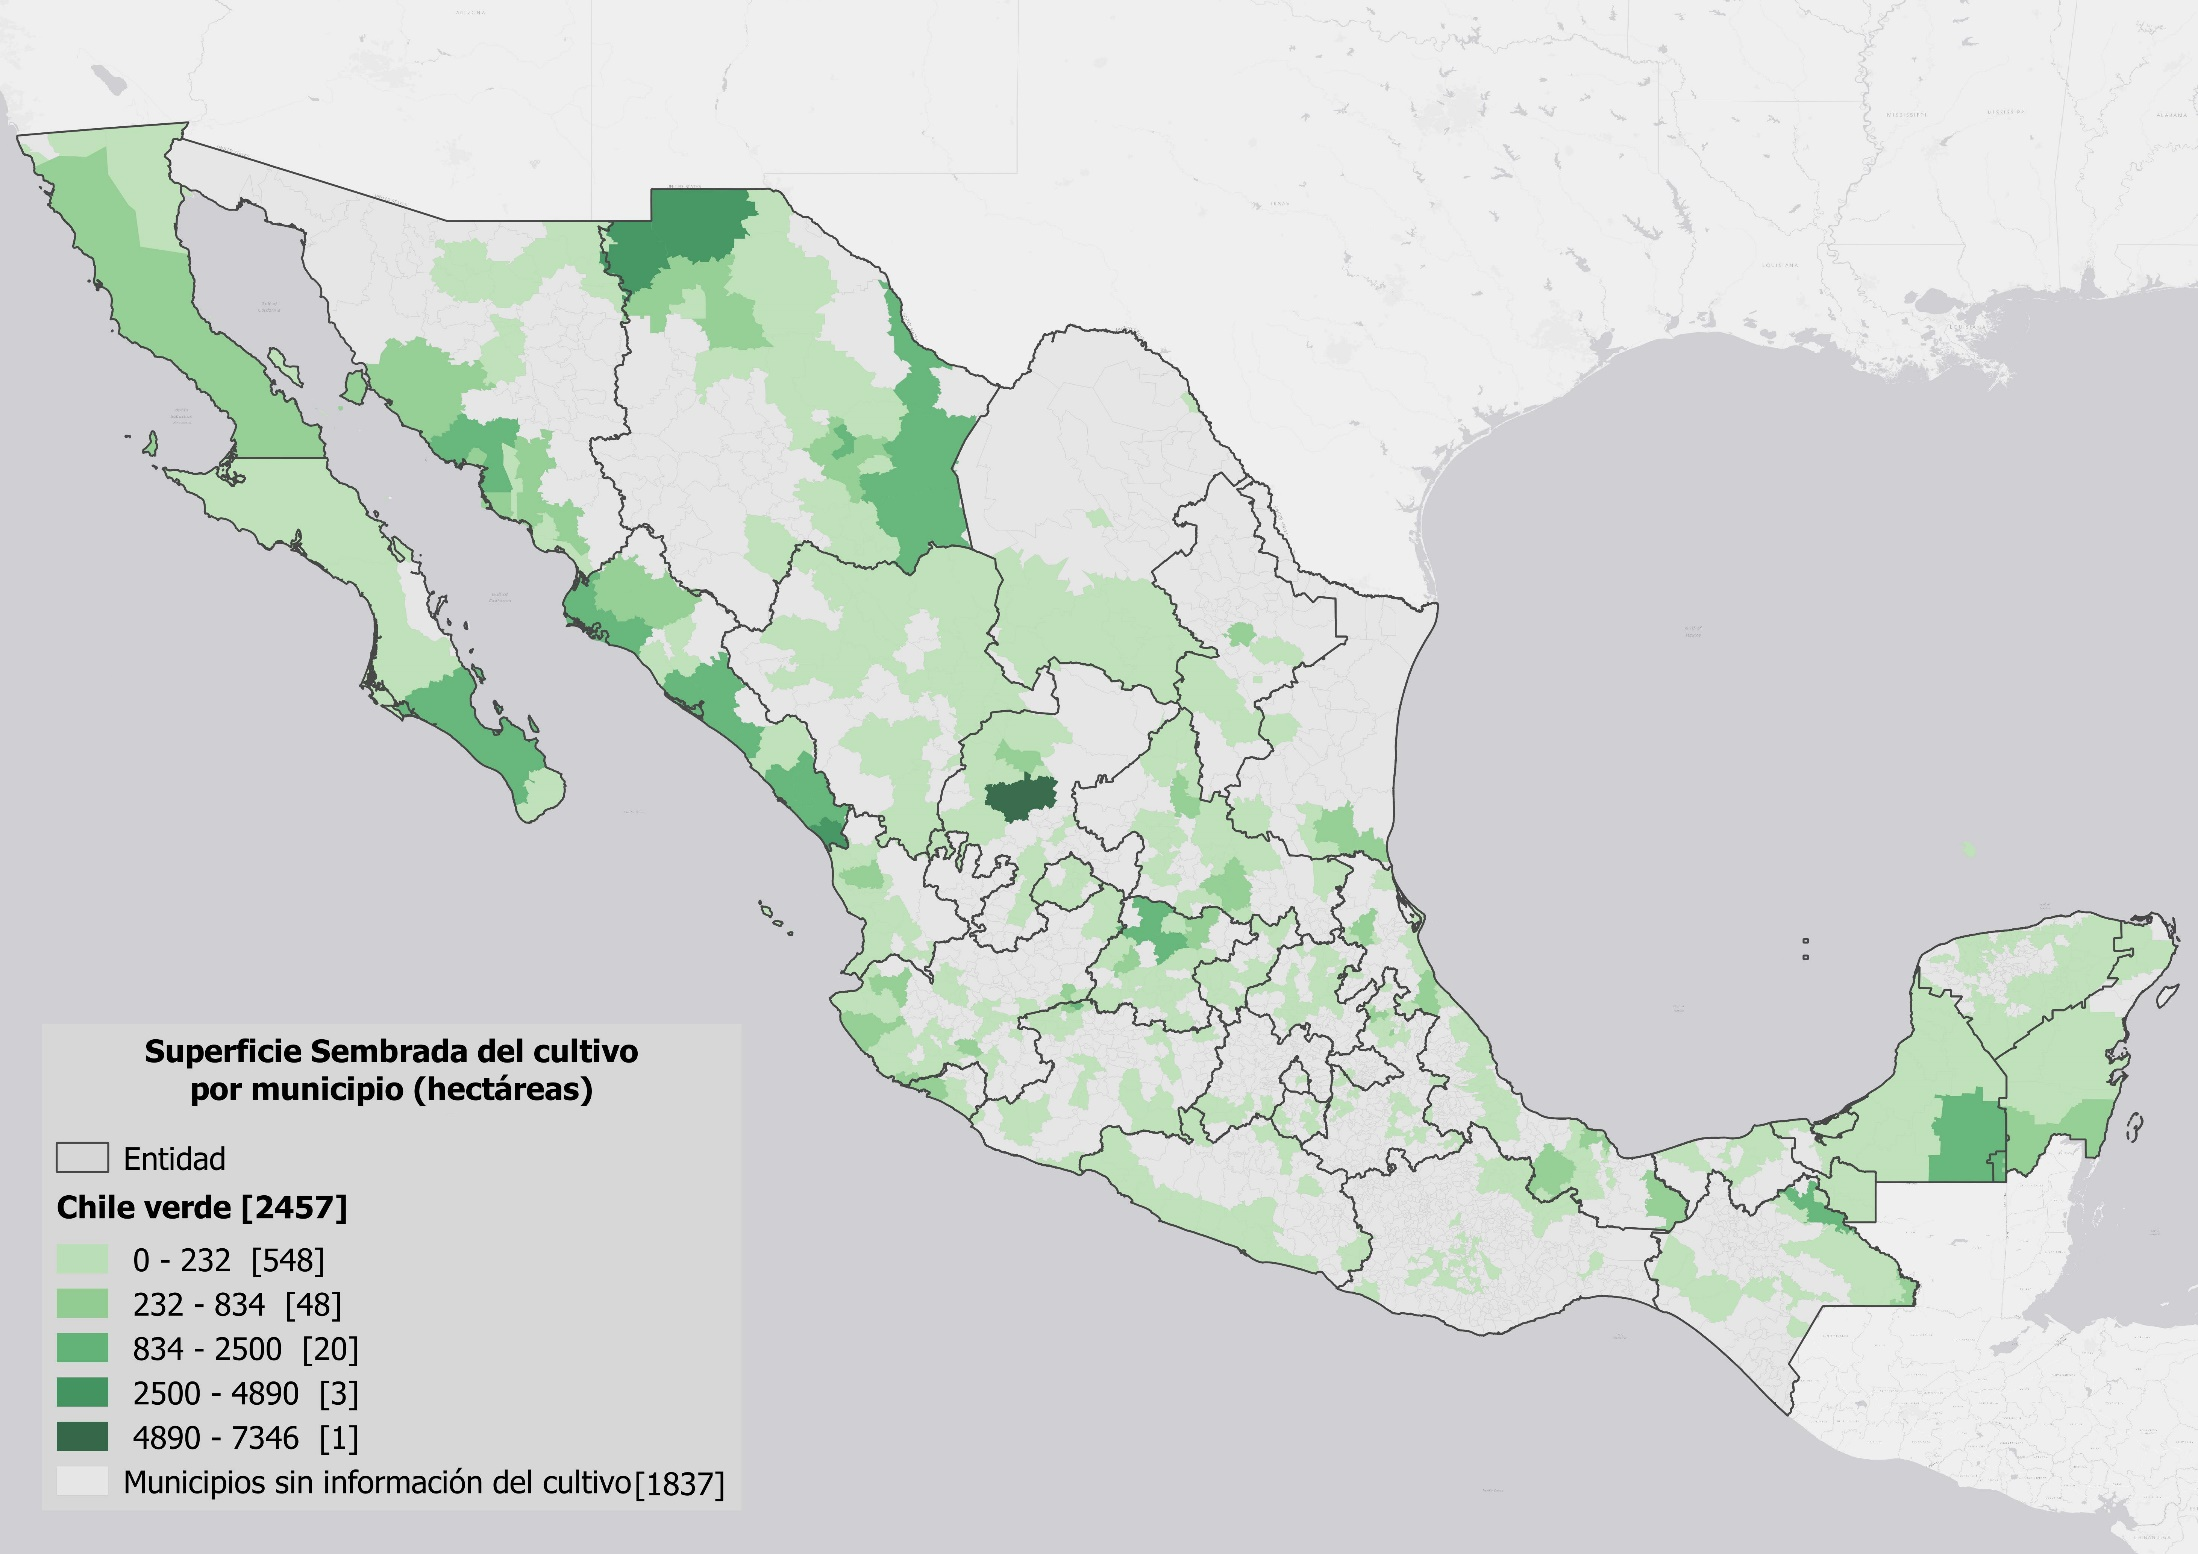 Superficie Sembrada del cultivo
por municipio (hectáreas)
Entidad
Chile verde [2457]
0 - 232 [548]
232 - 834 [48]
834 - 2500 [20]
2500 - 4890 [3]
4890 - 7346 [1]
Municipios sin información del cultivo [1837]